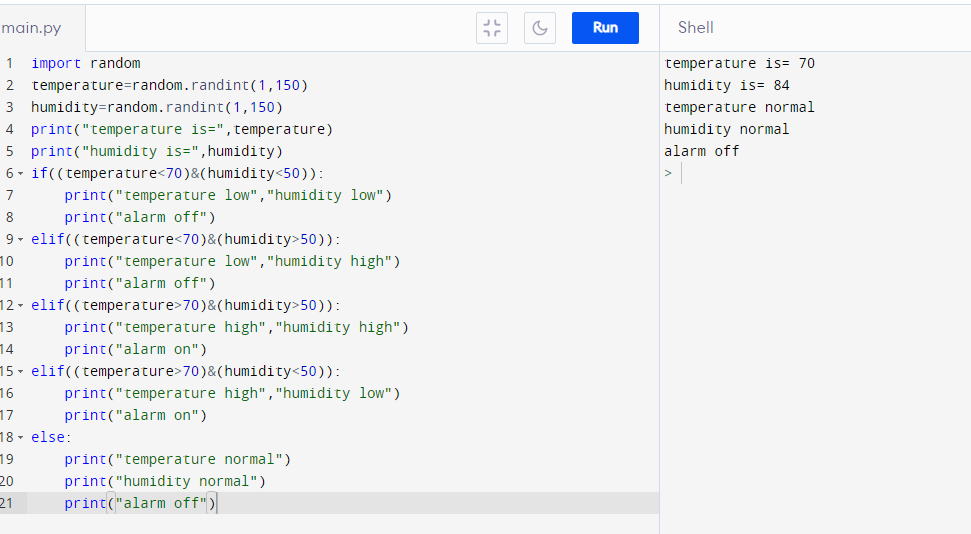 main.py
Run
Shell
1 import random
2 temperature=random.randint(1,150)
3 humidity=random.randint(1,150)
4 print("temperature is=",temperature)
5 print("humidity is=",humidity)
6 if((temperature<70)&(humidity<50)):
7     print("temperature low","humidity low")
8     print("alarm off")
9 elif((temperature<70)&(humidity>50)):
10     print("temperature low","humidity high")
11     print("alarm off")
12 elif((temperature>70)&(humidity>50)):
13     print("temperature high","humidity high")
14     print("alarm on")
15 elif((temperature>70)&(humidity<50)):
16     print("temperature high","humidity low")
17     print("alarm on")
18 else:
19     print("temperature normal")
20     print("humidity normal")
21     print("alarm off")
temperature is= 70
humidity is= 84
temperature normal
humidity normal
alarm off
>